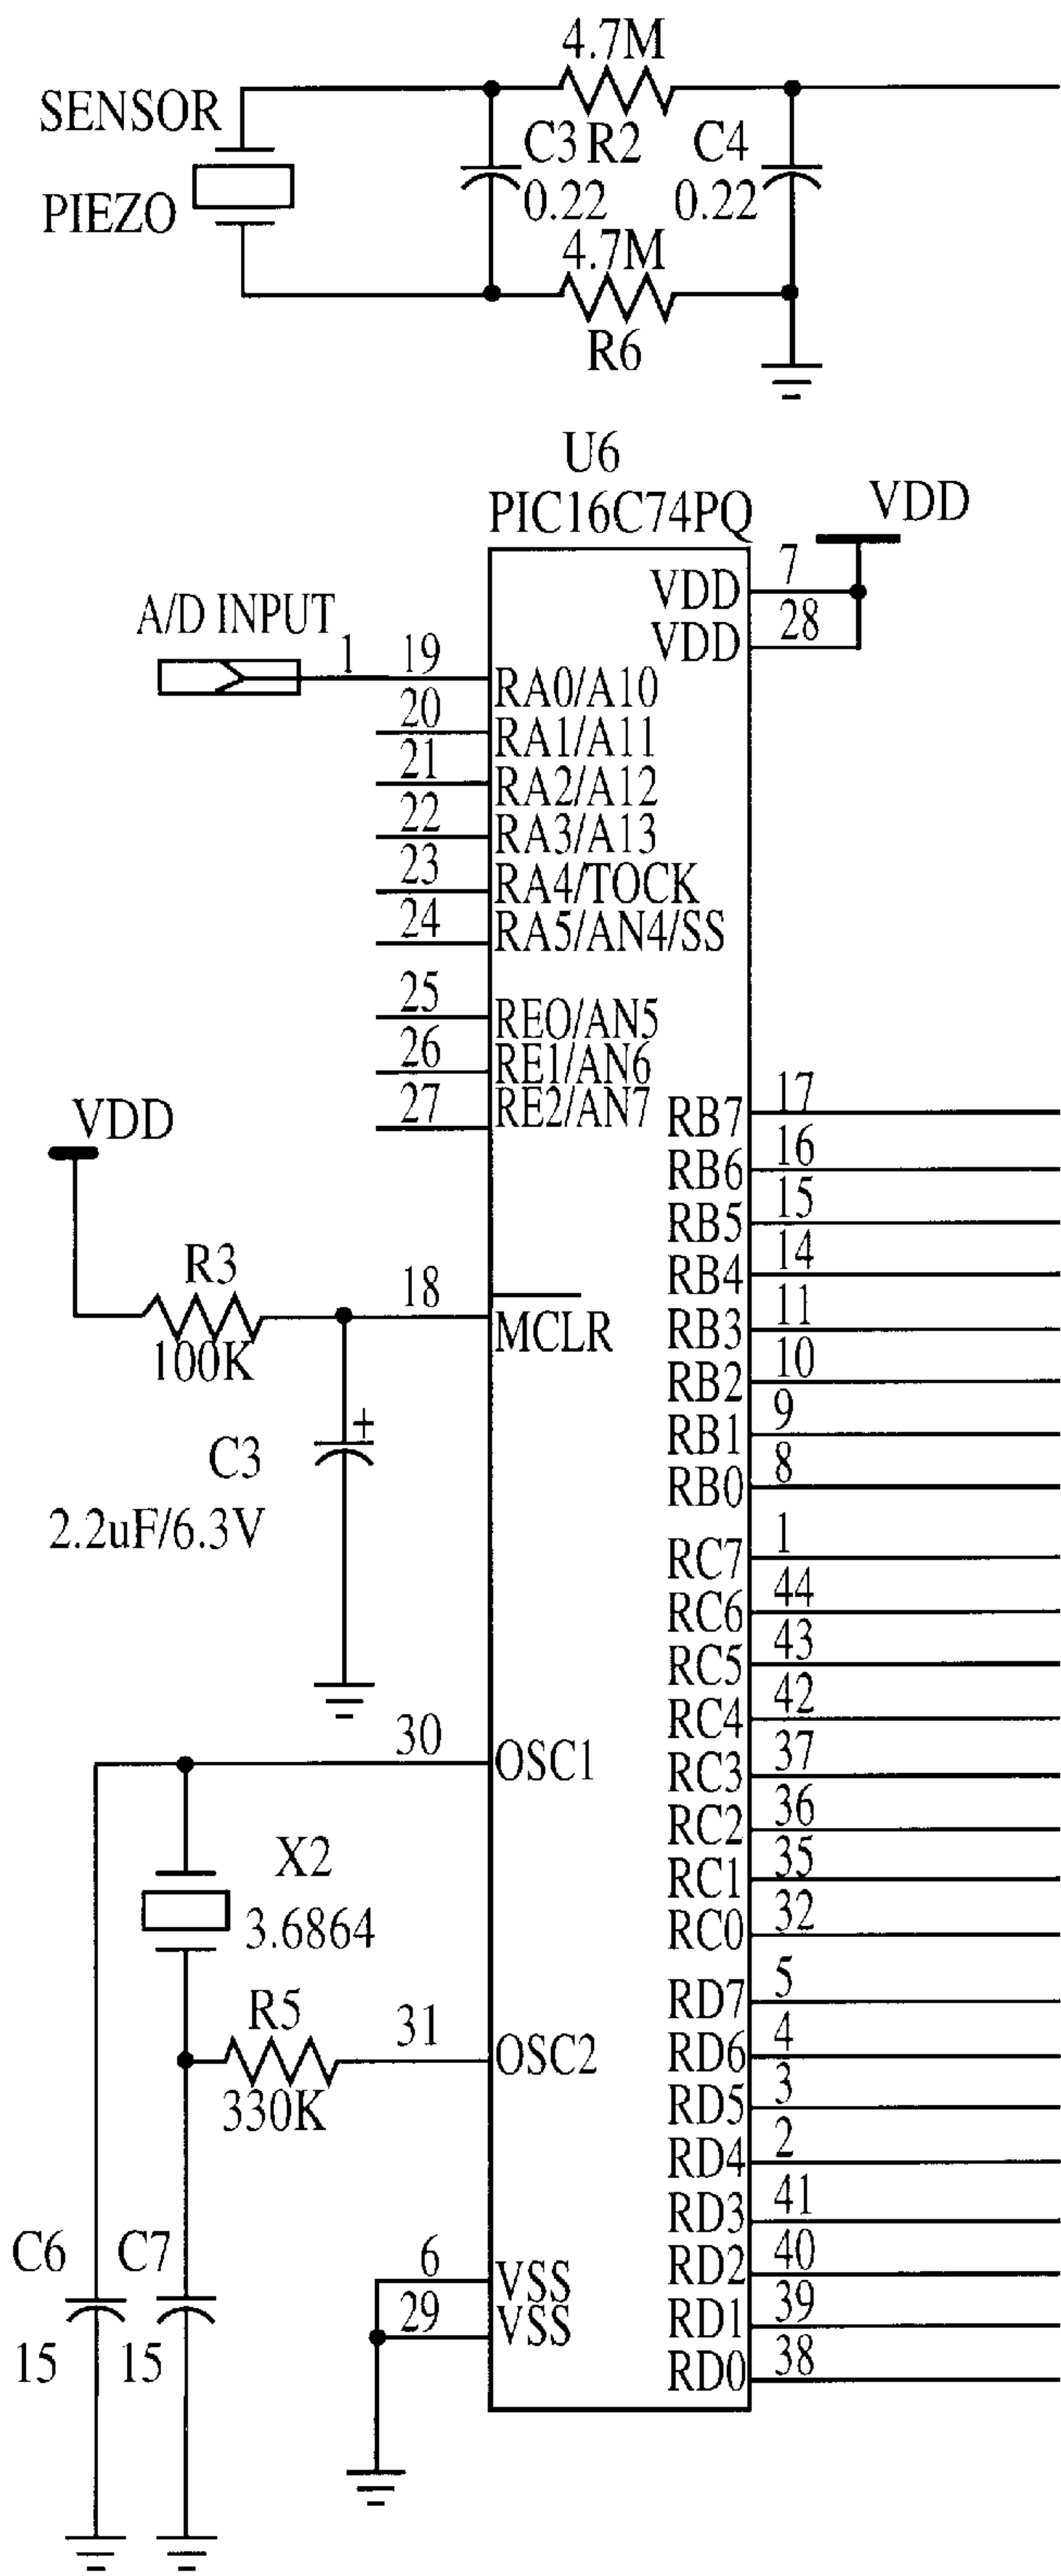 4.7M
SENSOR
C3 R2 C4
PIEZO
0.22 0.22
4.7M
R6
U6
PIC16C74PQ
VDD
VDD 7
VDD 28
A/D INPUT
1 19 RA0/A10
20 RA1/A11
21 RA2/A12
22 RA3/A13
23 RA4/TOCK
24 RA5/AN4/SS
25 REO/AN5
26 RE1/AN6
27 RE2/AN7
RB7 17
VDD
RB6 16
RB5 15
RB4 14
R3
18 MCLR
RB3 11
100K
RB2 10
RB1 9
+
C3
RB0 8
2.2uF/6.3V
RC7 1
RC6 44
RC5 43
RC4 42
30 OSC1
RC3 37
RC2 36
X2
RC1 35
3.6864
RC0 32
RD7 5
R5
31 OSC2
RD6 4
330K
RD5 3
RD4 2
RD3 41
C6 C7
6 VSS
RD2 40
29 VSS
RD1 39
15 15
RD0 38